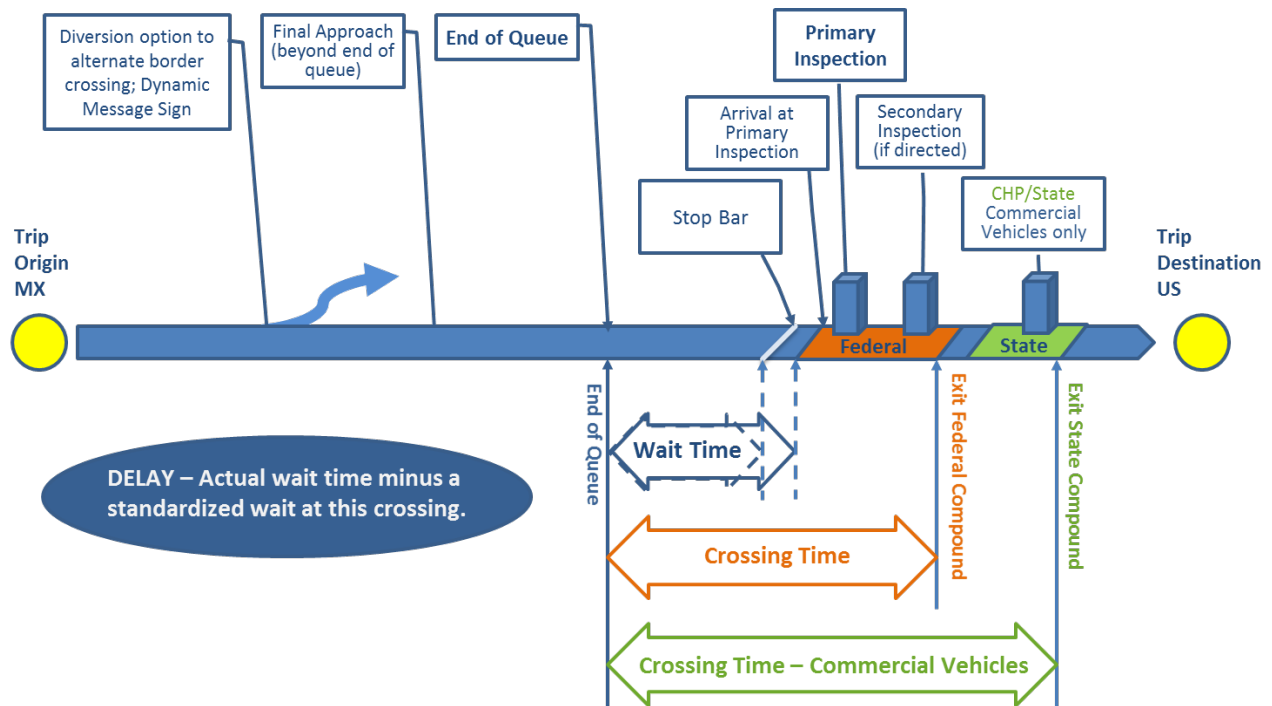 Diversion option to
alternate border
crossing; Dynamic
Message Sign
Final Approach
(beyond end of
queue)
End of Queue
Primary
Inspection
Arrival at
Primary
Inspection
Secondary
Inspection
(if directed)
Stop Bar
CHP/State
Commercial
Vehicles only
Trip
Origin
MX
Trip
Destination
US
Federal
State
End of Queue
Wait Time
Exit Federal Compound
Exit State Compound
DELAY – Actual wait time minus a
standardized wait at this crossing.
Crossing Time
Crossing Time – Commercial Vehicles